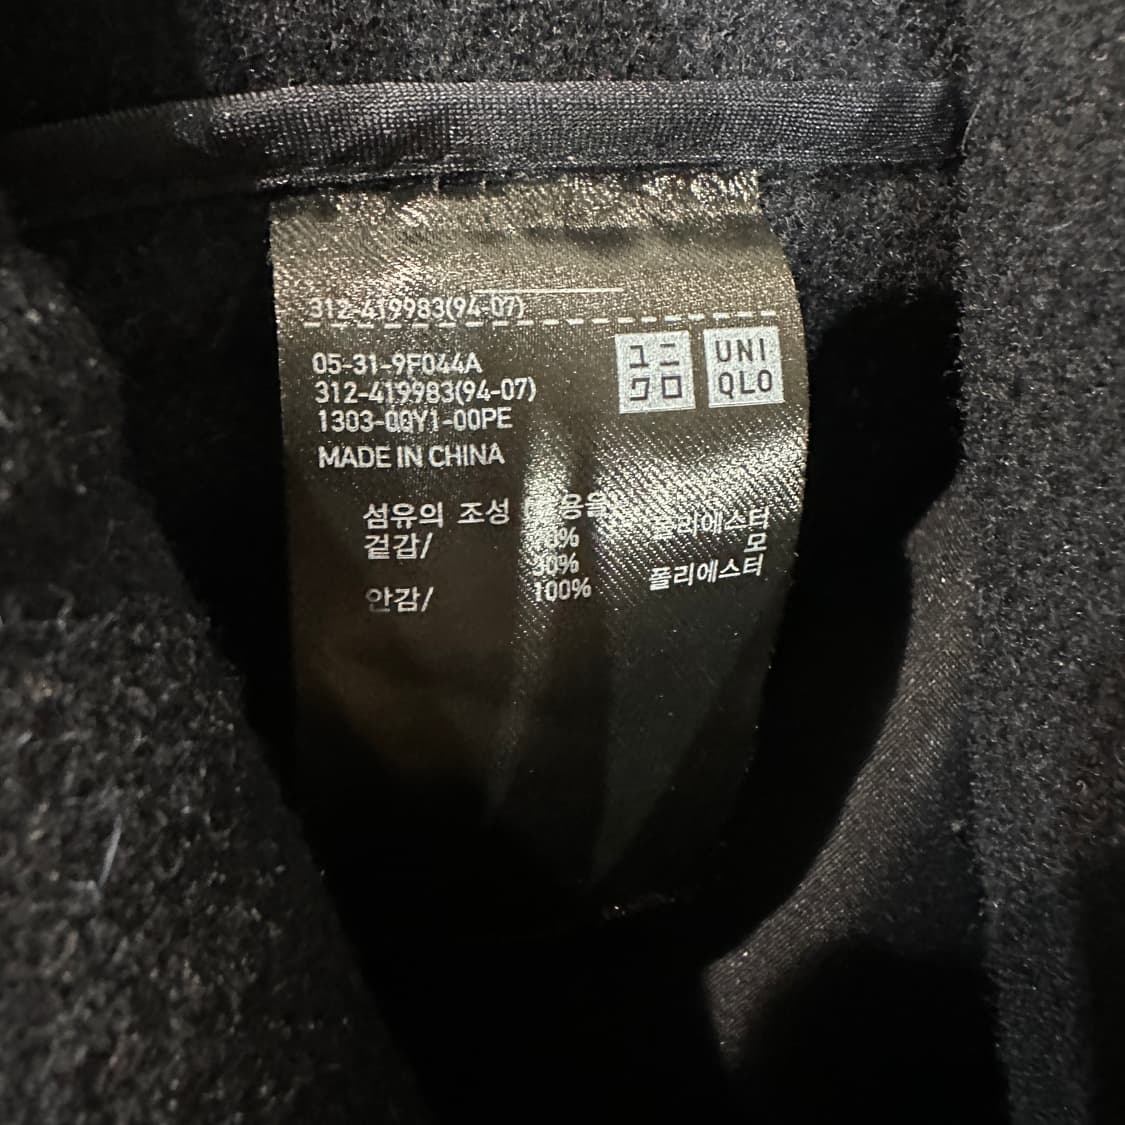 312-419983(94-07)
05-31-9F044A
312-419983(94-07)
1303-00Y1-00PE
MADE IN CHINA
ユニ
クロ
UNI
QLO
섬유의 조성
겉감/ 폴리에스터
30% 모
안감/ 100% 폴리에스터